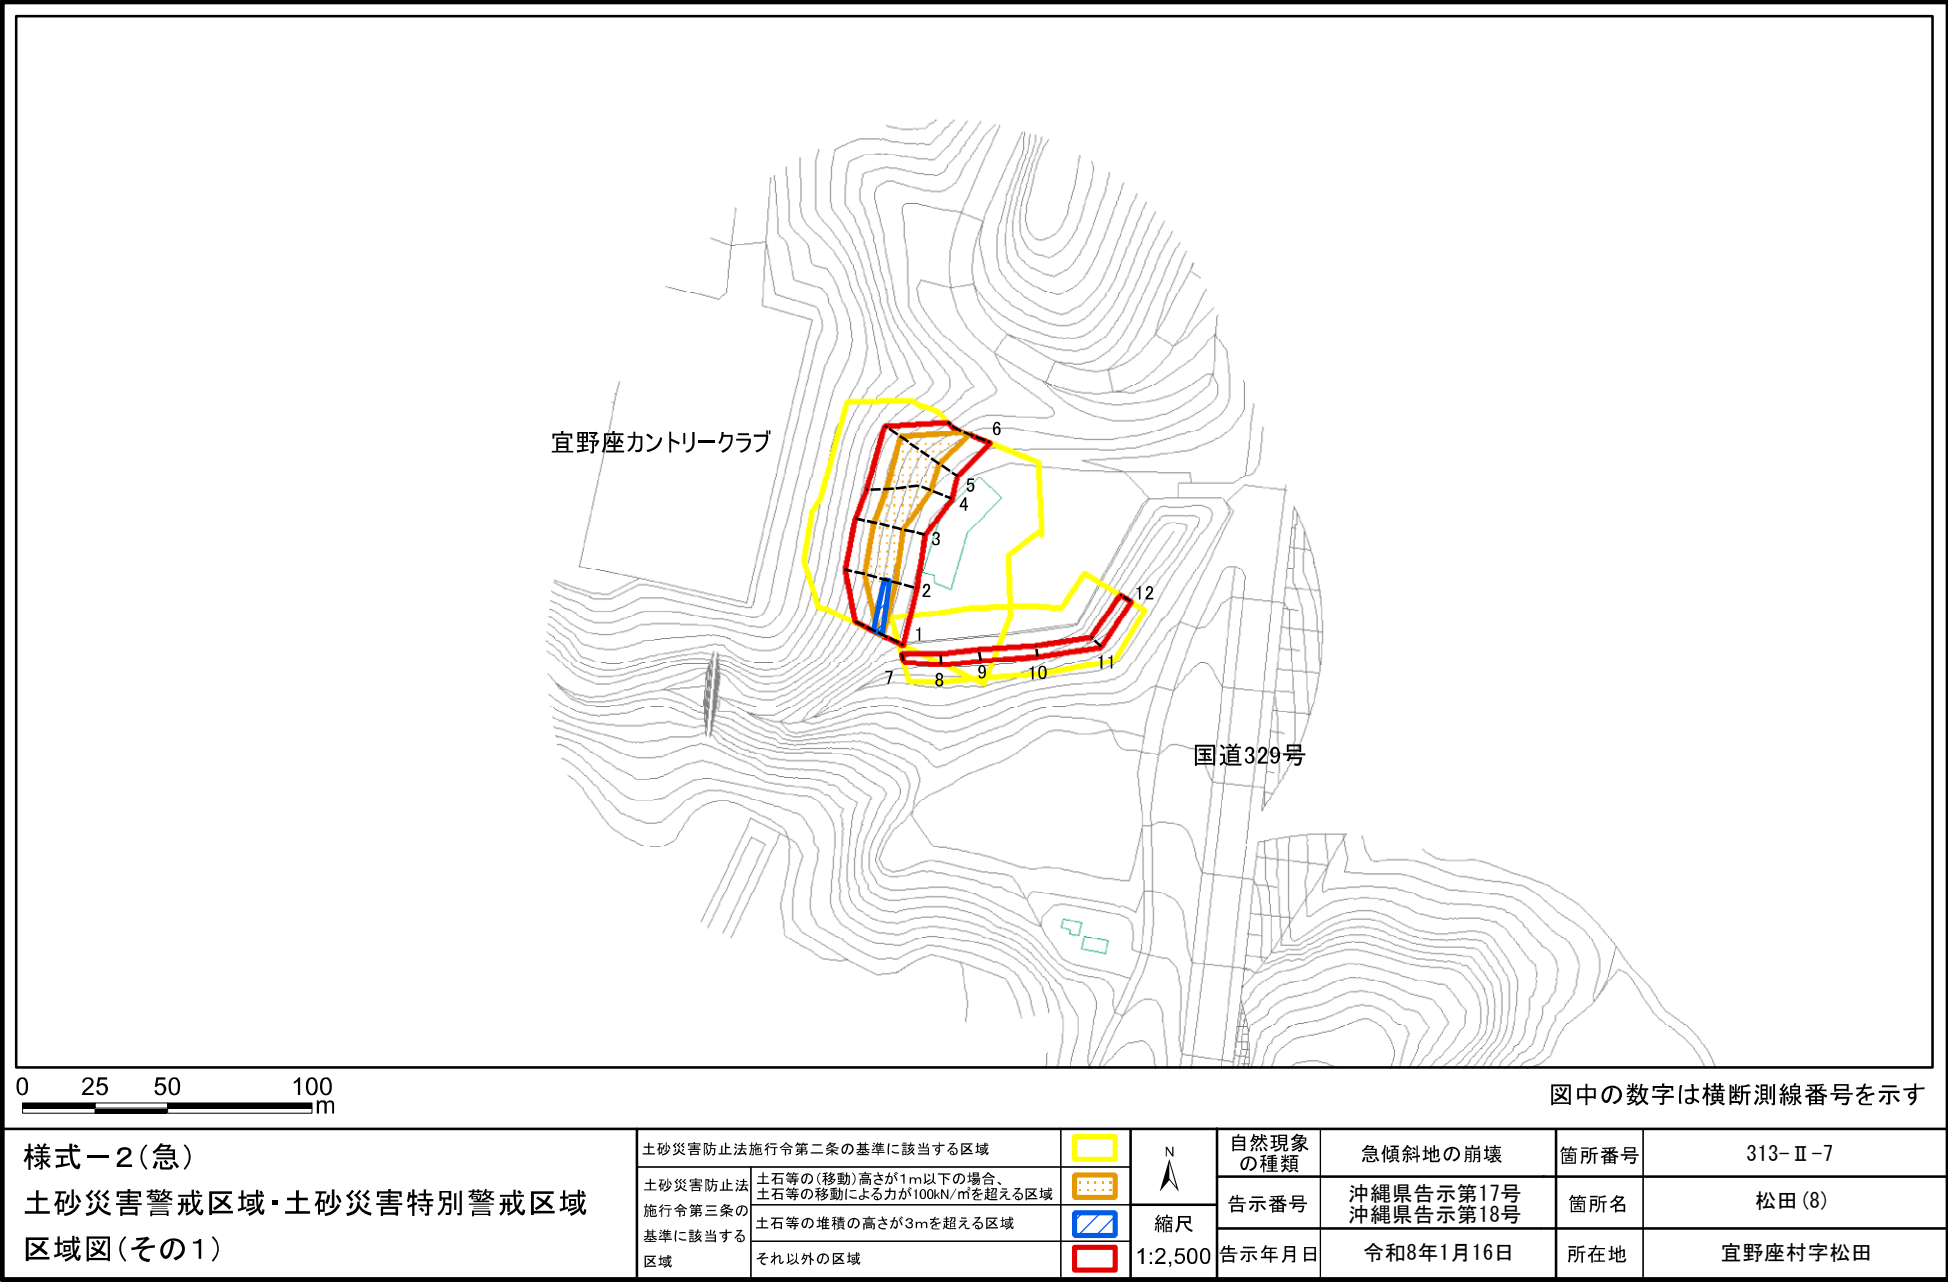 宜野座カントリークラブ
6
5
4
3
2
1
12
7
8
9
10
11
国道329号
0 25 50 100
m
図中の数字は横断測線番号を示す
様式－2(急)
土砂災害警戒区域・土砂災害特別警戒区域
区域図(その1)
土砂災害防止法施行令第二条の基準に該当する区域
土砂災害防止法
施行令第三条の
基準に該当する
区域
土石等の(移動)高さが1m以下の場合、
土石等の移動による力が100kN/㎡を超える区域
土石等の堆積の高さが3mを超える区域
それ以外の区域
N
縮尺
1:2,500
自然現象
の種類
急傾斜地の崩壊
箇所番号
313-Ⅱ-7
告示番号
沖縄県告示第17号
沖縄県告示第18号
箇所名
松田(8)
告示年月日
令和8年1月16日
所在地
宜野座村字松田